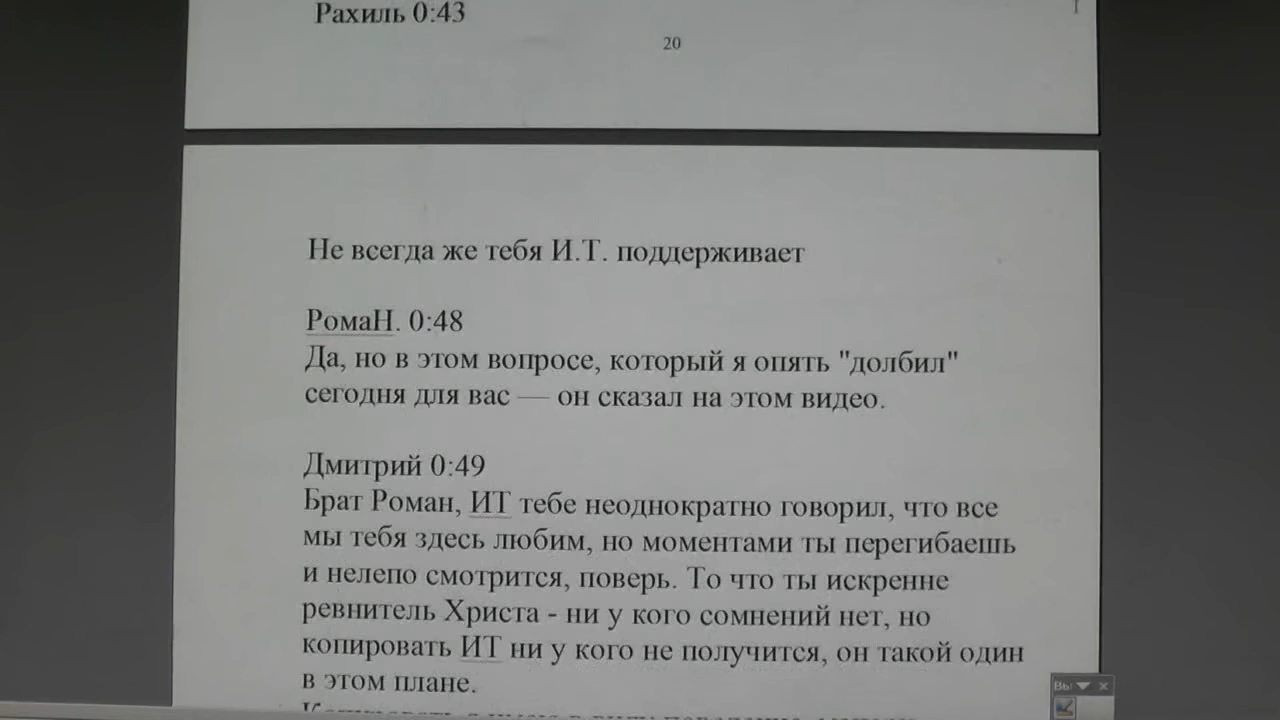 Рахиль 0:43
20
Не всегда же тебя И.Т. поддерживает
РомаН. 0:48
Да, но в этом вопросе, который я опять "долбил"
сегодня для вас — он сказал на этом видео.
Дмитрий 0:49
Брат Роман, ИТ тебе неоднократно говорил, что все
мы тебя здесь любим, но моментами ты перегибаешь
и нелепо смотрится, поверь. То что ты искренне
ревнитель Христа - ни у кого сомнений нет, но
копировать ИТ ни у кого не получится, он такой один
в этом плане.
Вы